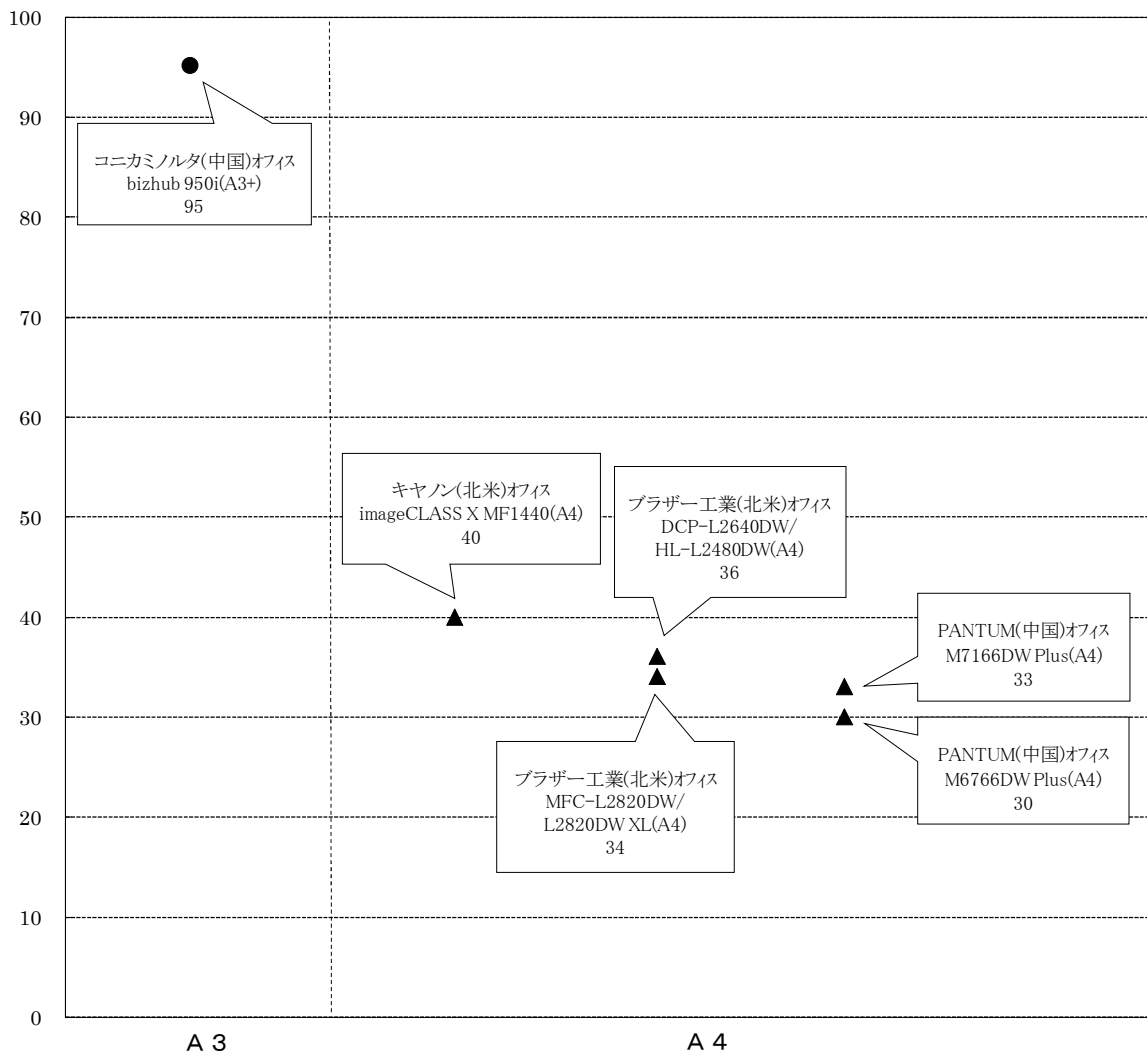 100
90
80
70
60
50
40
30
20
10
0
コニカミノルタ(中国)オフィス
bizhub 950i(A3+)
95
キヤノン(北米)オフィス
imageCLASS X MF1440(A4)
40
ブラザー工業(北米)オフィス
DCP-L2640DW/
HL-L2480DW(A4)
36
ブラザー工業(北米)オフィス
MFC-L2820DW/
L2820DW XL(A4)
34
PANTUM(中国)オフィス
M7166DW Plus(A4)
33
PANTUM(中国)オフィス
M6766DW Plus(A4)
30
A 3
A 4